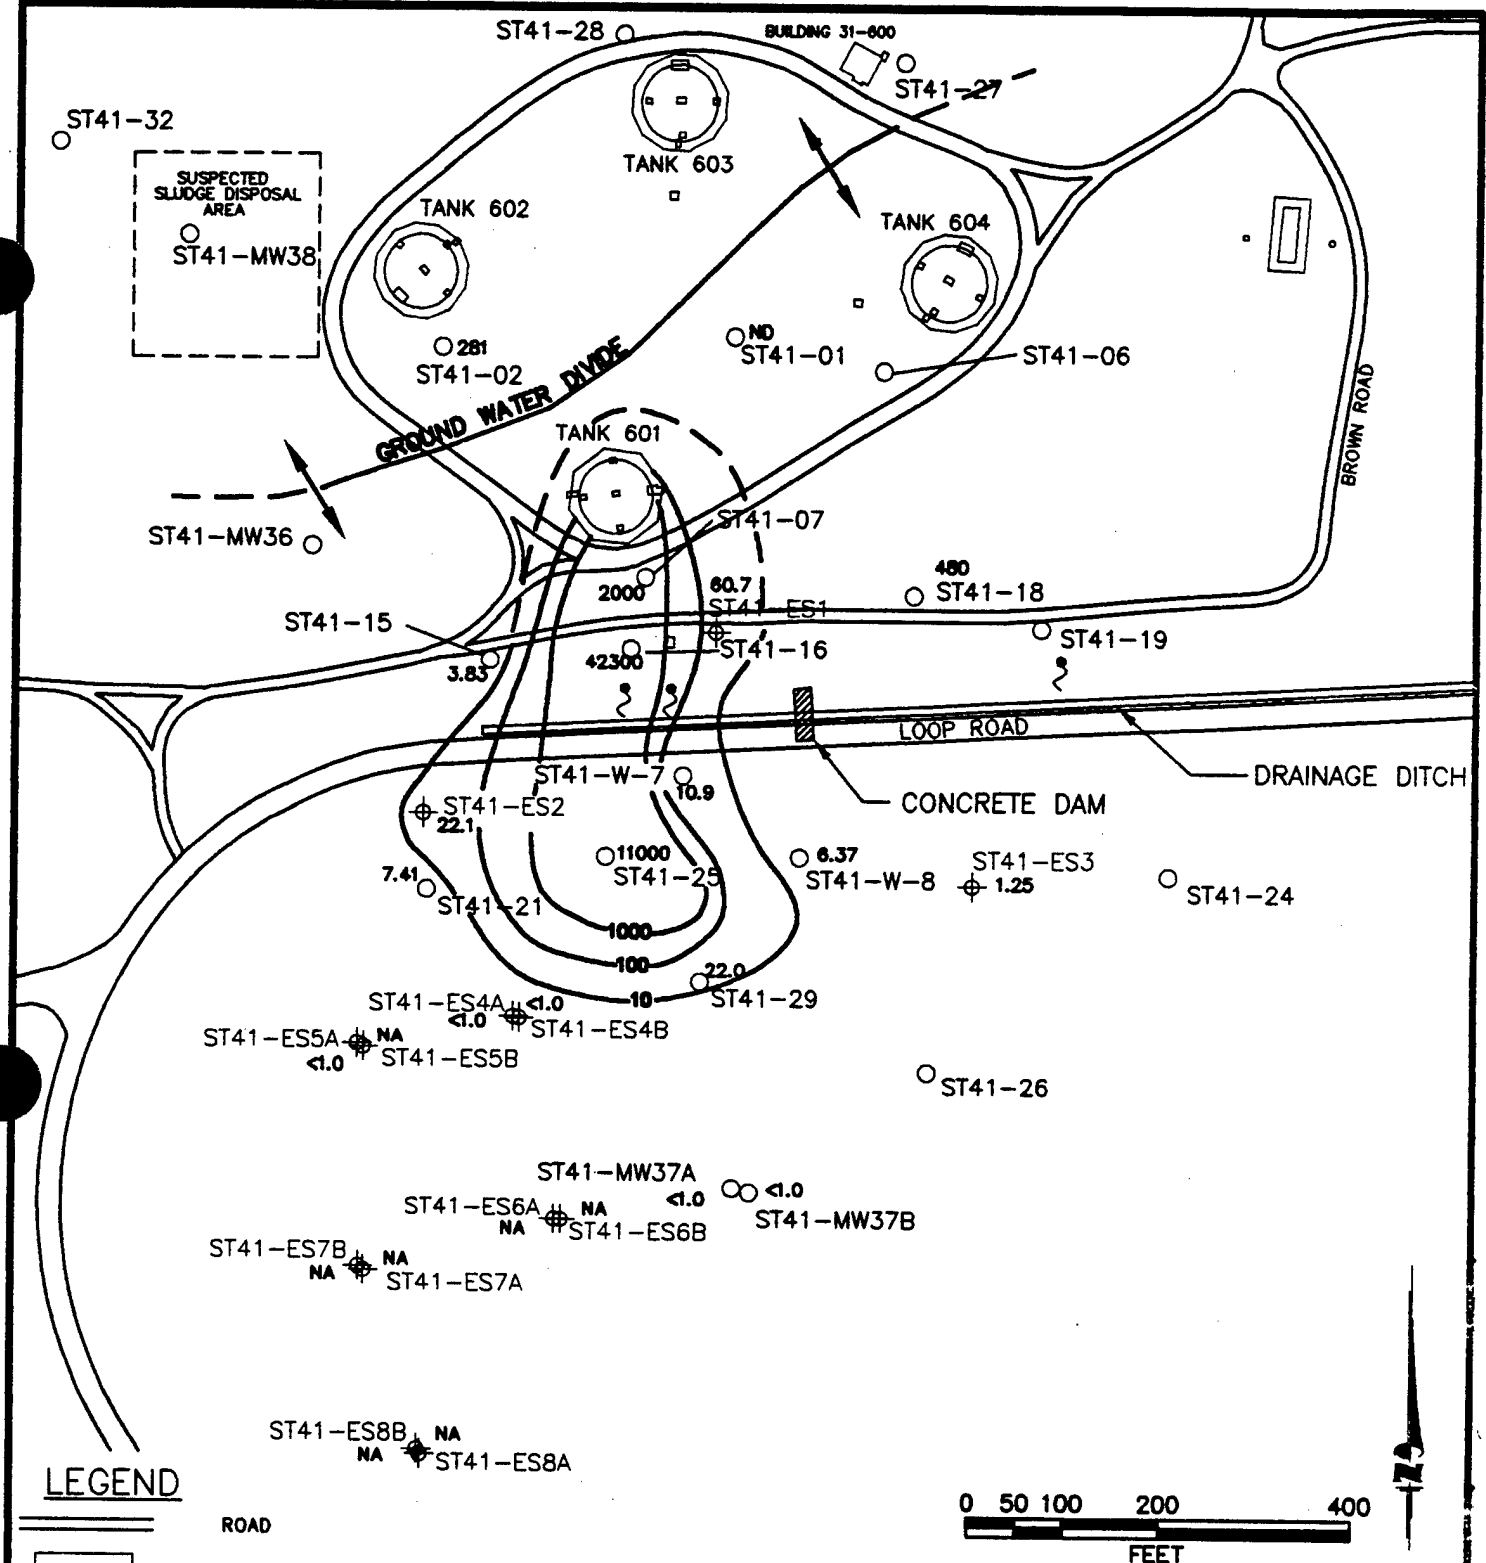 ST41-28
BUILDING 31-600
ST41-27
ST41-32
TANK 603
SUSPECTED
SLUDGE DISPOSAL
AREA
ST41-MW38
TANK 602
TANK 604
281
ST41-02
ND
ST41-01
ST41-06
GROUND WATER DIVIDE
BROWN ROAD
TANK 601
ST41-07
ST41-MW36
2000
60.7
ST41-ES1
480
ST41-18
ST41-15
ST41-16
ST41-19
3.83
42300
LOOP ROAD
ST41-W-7
10.9
DRAINAGE DITCH
CONCRETE DAM
ST41-ES2
22.1
11000
ST41-25
6.37
ST41-W-8
ST41-ES3
1.25
ST41-24
7.41
ST41-21
1000
100
10
22.0
ST41-29
ST41-ES4A
<1.0
<1.0
ST41-ES4B
ST41-ES5A
NA
<1.0
ST41-ES5B
ST41-26
ST41-MW37A
<1.0
<1.0
ST41-MW37B
ST41-ES6A
NA
NA
ST41-ES6B
ST41-ES7B
NA
NA
ST41-ES7A
ST41-ES8B
NA
NA
ST41-ES8A
LEGEND
ROAD
N
0 50 100 200 400
FEET